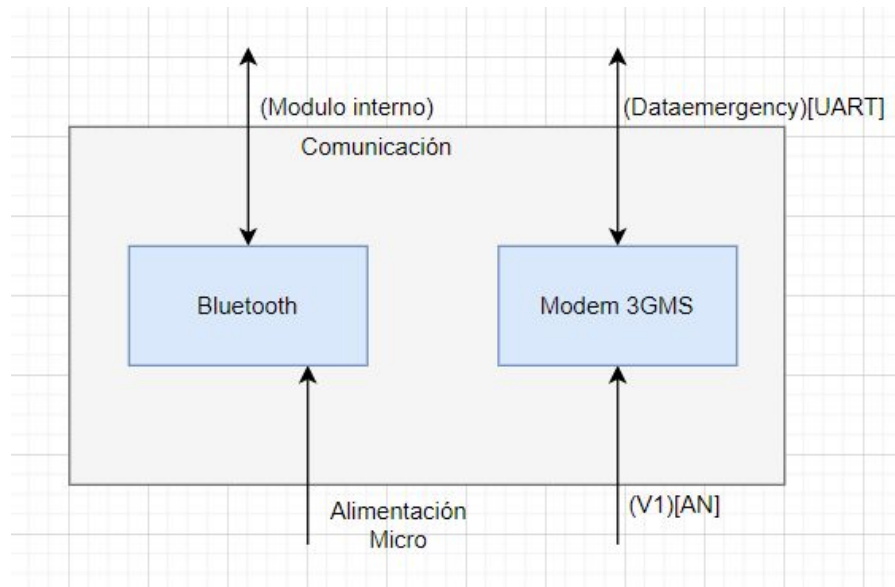 (Modulo interno)
(Dataemergency)[UART]
Comunicación
Bluetooth
Modem 3GMS
Alimentación
Micro
(V1)[AN]